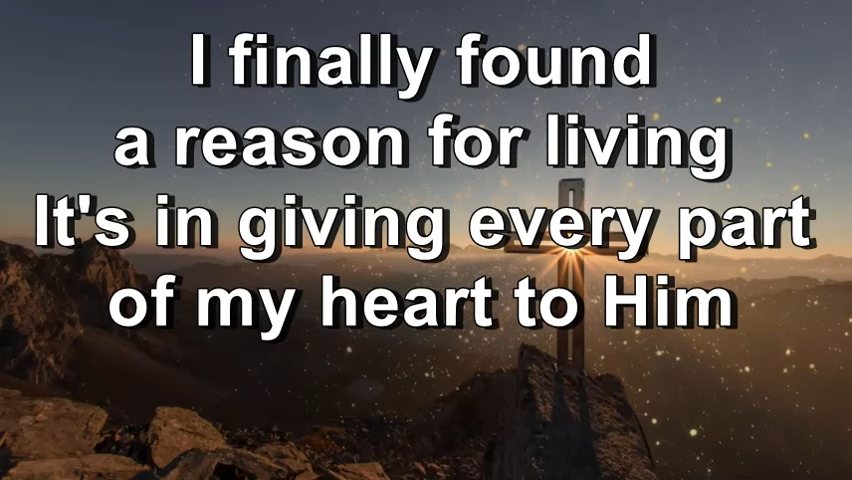 I finally found
a reason for living
It's in giving every part
of my heart to Him